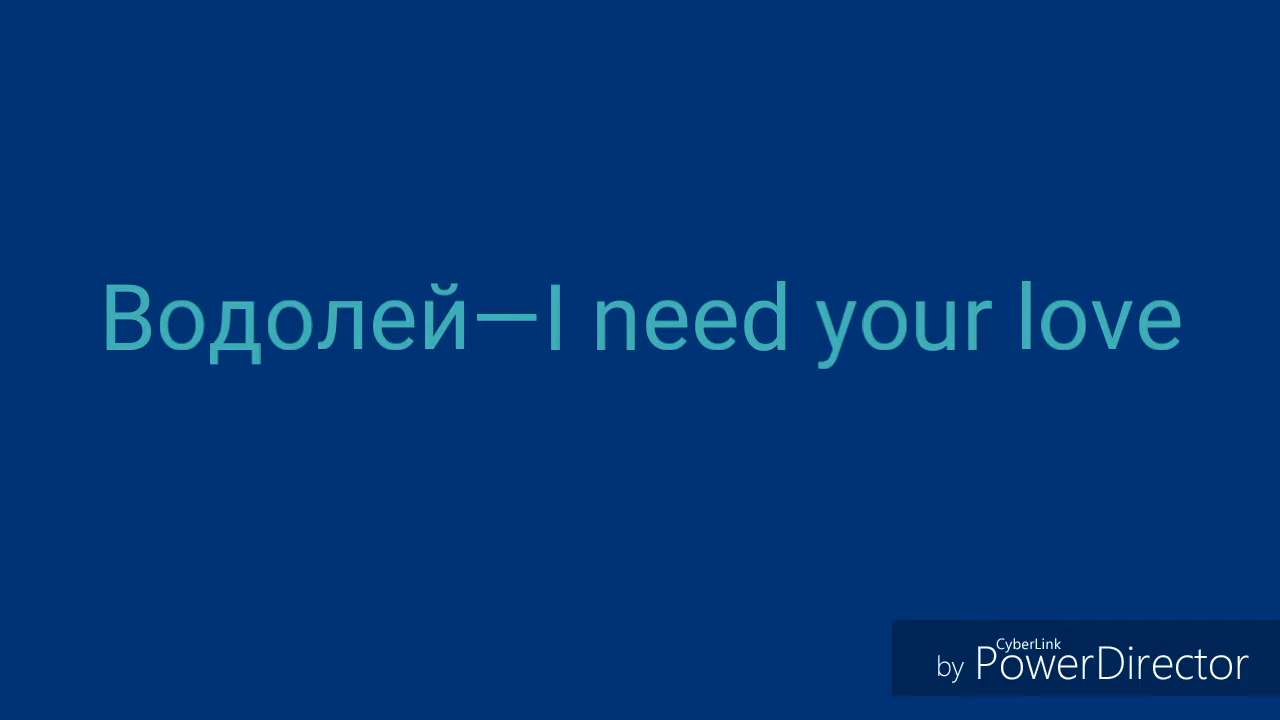 Водолей—I need your love
CyberLink
by PowerDirector